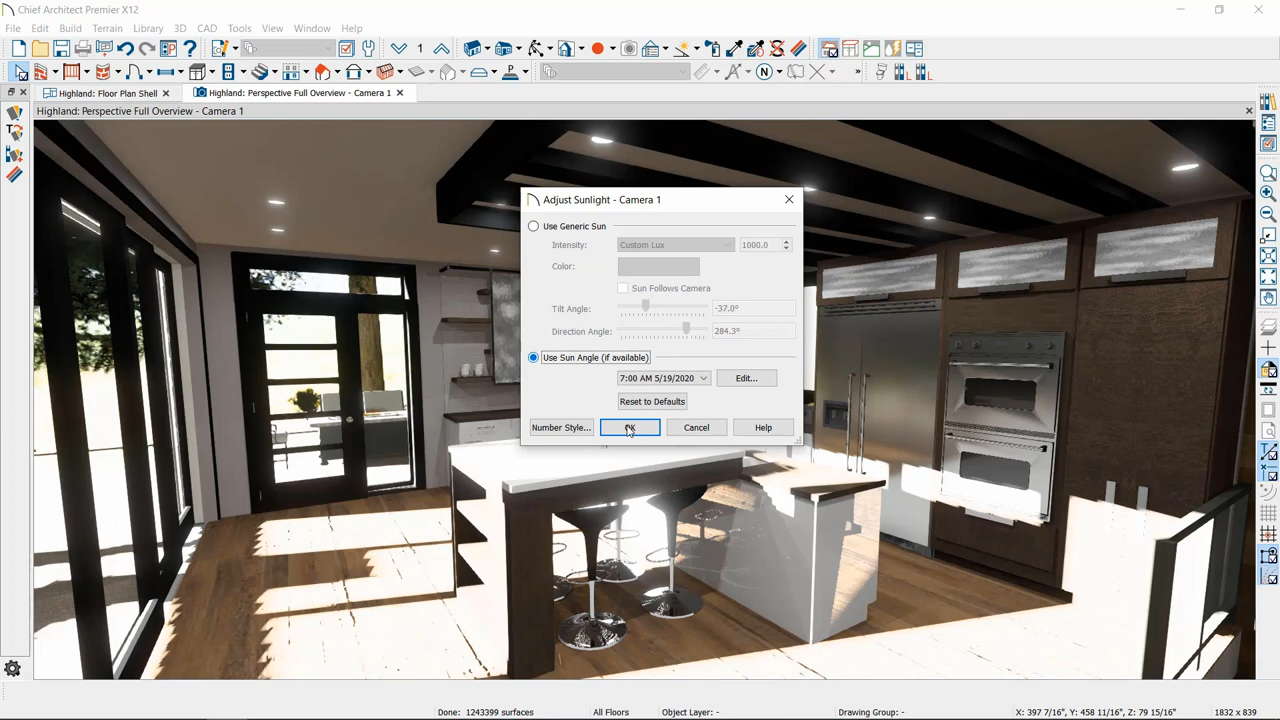 Chief Architect Premier X12
File Edit Build Terrain Library CAD 3D Tools View Window Help
1
Highland: Floor Plan Shell
Highland: Perspective Full Overview - Camera 1
Highland: Perspective Full Overview - Camera 1
Adjust Sunlight - Camera 1
Use Generic Sun
Intensity: Custom Lux 1000.0
Color:
Sun Follows Camera
Tilt Angle: -37.0º
Direction Angle: 284.3º
Use Sun Angle (if available)
7:00 AM 5/19/2020 Edit...
Reset to Defaults
Number Style... OK Cancel Help
Done: 1243399 surfaces All Floors Object Layer: - Drawing Group: - X: 397 7/16", Y: 458 11/16", Z: 79 15/16" 1832 x 839